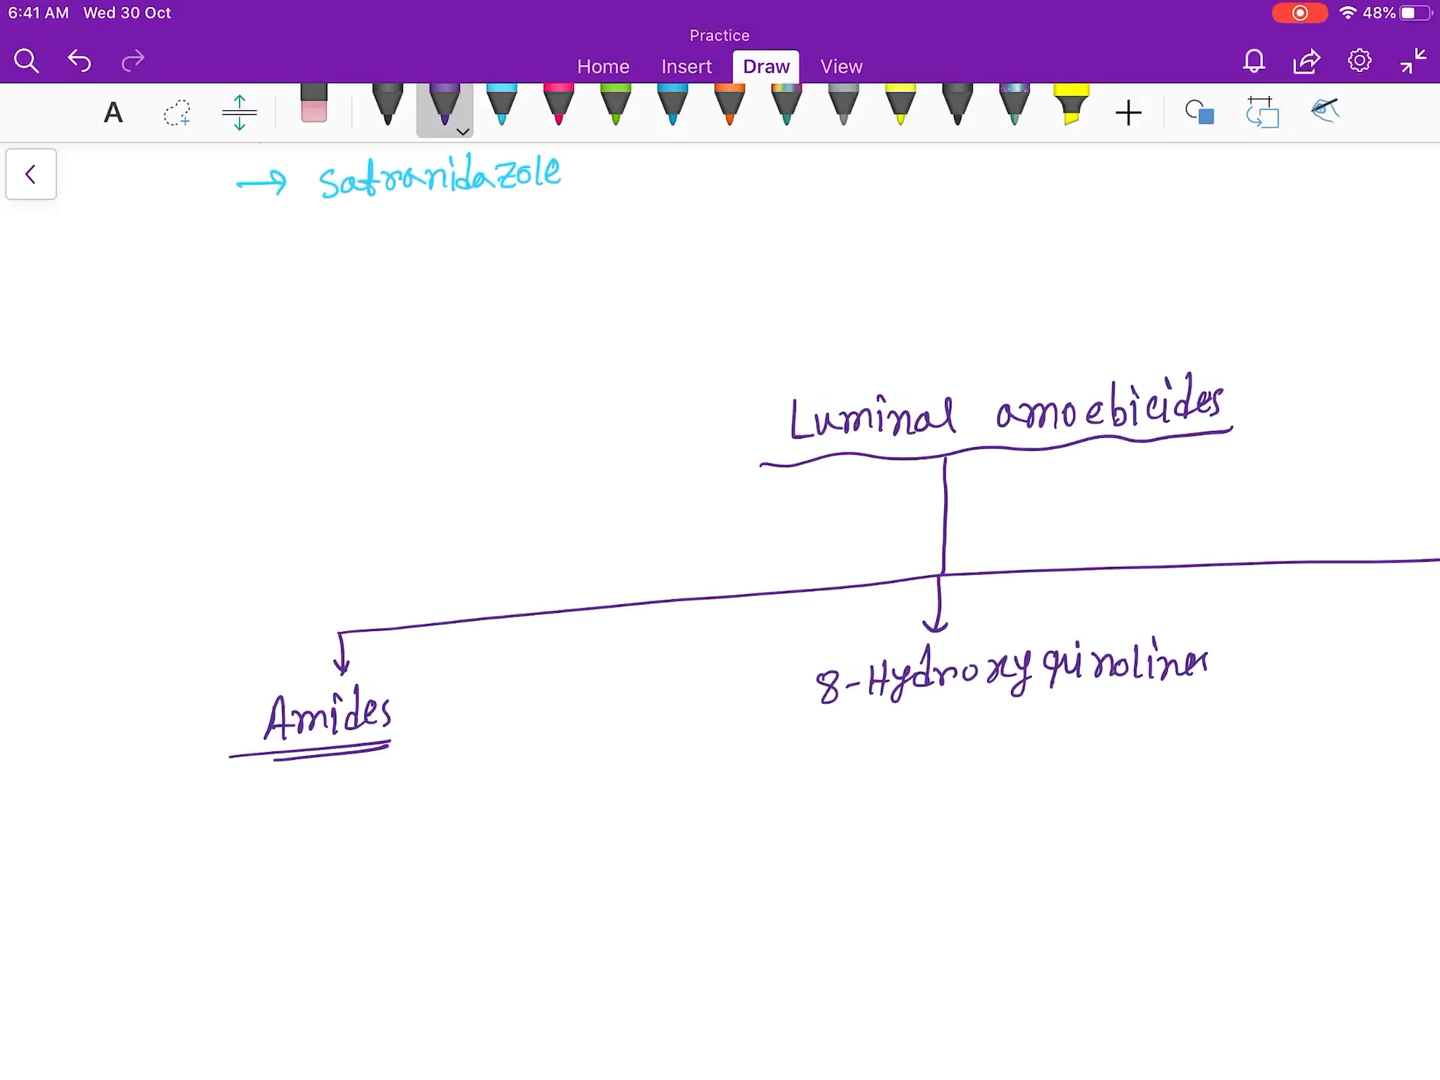 6:41 AM Wed 30 Oct
48%
Practice
Home Insert Draw View
A
→ Satranidazole
Luminal amoebicides
Amides
8-Hydroxyquinolines